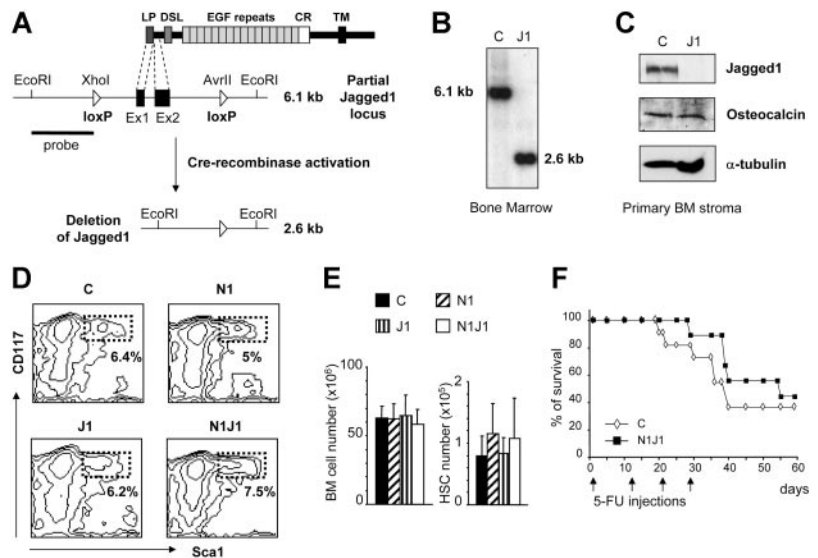 A
LP DSL EGF repeats CR TM
EcoRI XhoI AvrII EcoRI
6.1 kb
Partial Jagged1 locus
loxP Ex1 Ex2 loxP
probe
Cre-recombinase activation
Deletion of Jagged1
EcoRI EcoRI
2.6 kb
B
C J1
6.1 kb
2.6 kb
Bone Marrow
C
C J1
Jagged1
Osteocalcin
α-tubulin
Primary BM stroma
D
C N1
6.4% 5%
J1 N1J1
6.2% 7.5%
CD117
Sca1
E
C N1
J1 N1J1
BM cell number (x10⁶)
100
50
0
HSC number (x10⁵)
2
1
0
F
% of survival
100
80
60
40
20
0
C
N1J1
0 10 20 30 40 50 60
5-FU injections
days